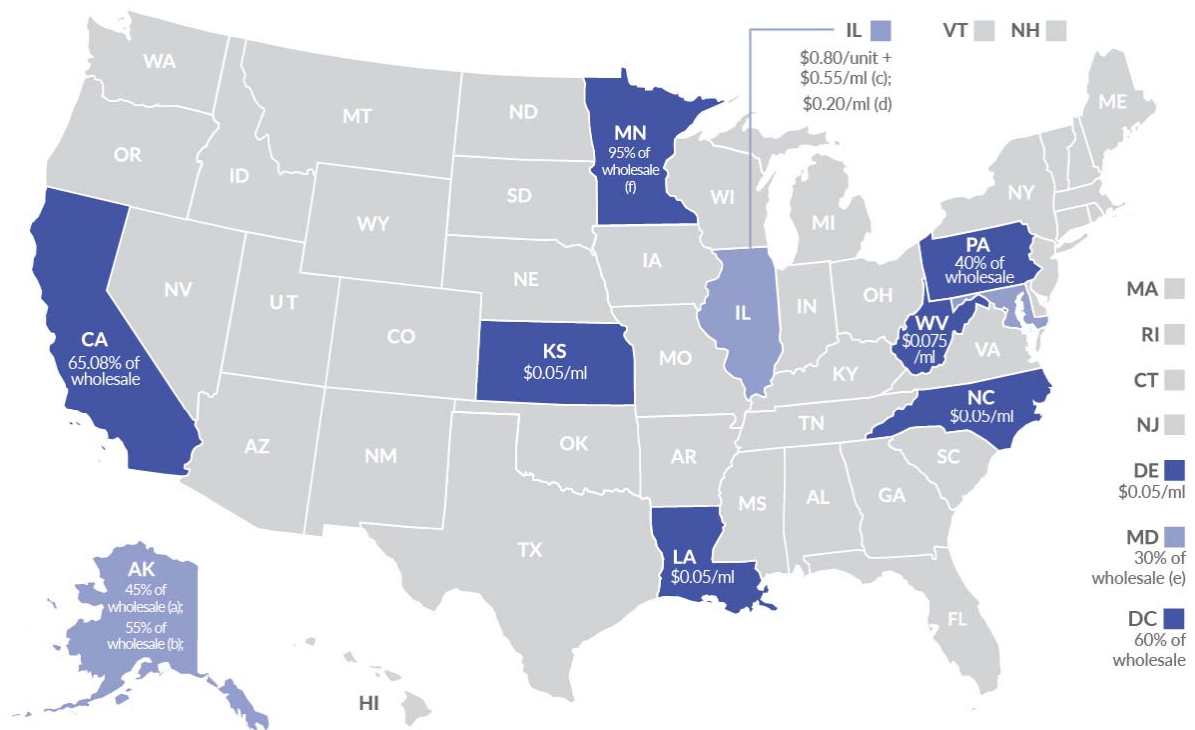 IL
$0.80/unit +
$0.55/ml (c);
$0.20/ml (d)
VT
NH
WA
MT
ND
MN
95% of
wholesale
(f)
ME
OR
ID
SD
WI
MI
NY
WY
IA
PA
40% of
wholesale
NV
UT
NE
IL
IN
OH
MA
CO
CA
65.08% of
wholesale
KS
$0.05/ml
MO
KY
WV
$0.075
/ml
VA
RI
CT
NC
$0.05/ml
TN
NJ
AZ
NM
OK
AR
SC
DE
$0.05/ml
MS
AL
GA
TX
LA
$0.05/ml
MD
30% of
wholesale (e)
AK
45% of
wholesale (a);
55% of
wholesale (b);
FL
DC
60% of
wholesale
HI